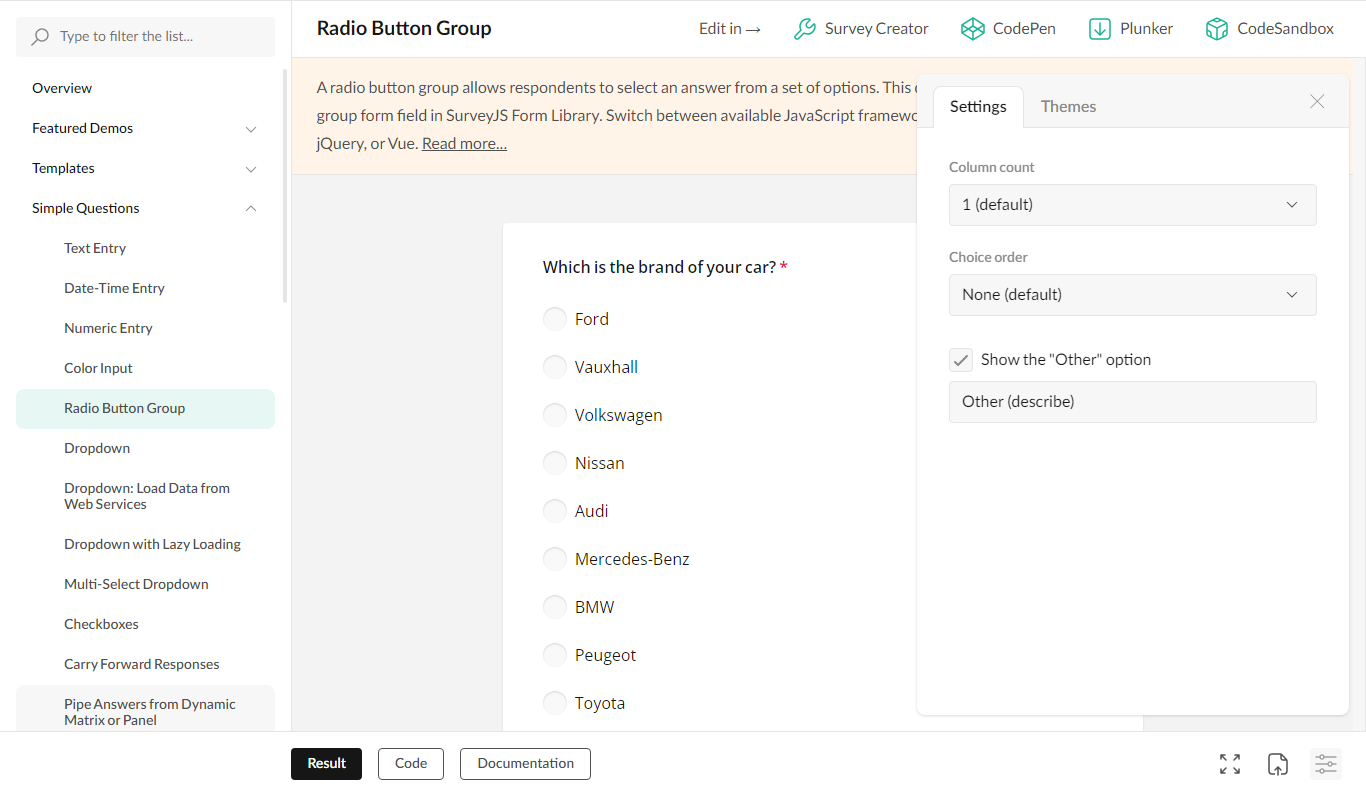 Type to filter the list...
Overview
Featured Demos
Templates
Simple Questions
Text Entry
Date-Time Entry
Numeric Entry
Color Input
Radio Button Group
Dropdown
Dropdown: Load Data from
Web Services
Dropdown with Lazy Loading
Multi-Select Dropdown
Checkboxes
Carry Forward Responses
Pipe Answers from Dynamic
Matrix or Panel
Radio Button Group
Edit in →
Survey Creator
CodePen
Plunker
CodeSandbox
A radio button group allows respondents to select an answer from a set of options. This
group form field in SurveyJS Form Library. Switch between available JavaScript
jQuery, or Vue. Read more...
Which is the brand of your car? *
Ford
Vauxhall
Volkswagen
Nissan
Audi
Mercedes-Benz
BMW
Peugeot
Toyota
Settings
Themes
Column count
1 (default)
Choice order
None (default)
Show the "Other" option
Other (describe)
Result
Code
Documentation